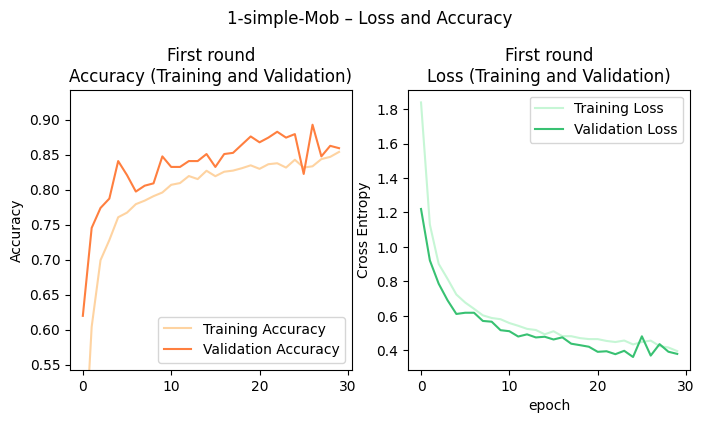 1-simple-Mob – Loss and Accuracy
First round
Accuracy (Training and Validation)
0.90
0.85
0.80
0.75
0.70
0.65
0.60
0.55
Accuracy
0
10
20
30
Training Accuracy
Validation Accuracy
First round
Loss (Training and Validation)
1.8
1.6
1.4
1.2
1.0
0.8
0.6
0.4
Cross Entropy
0
10
20
30
epoch
Training Loss
Validation Loss